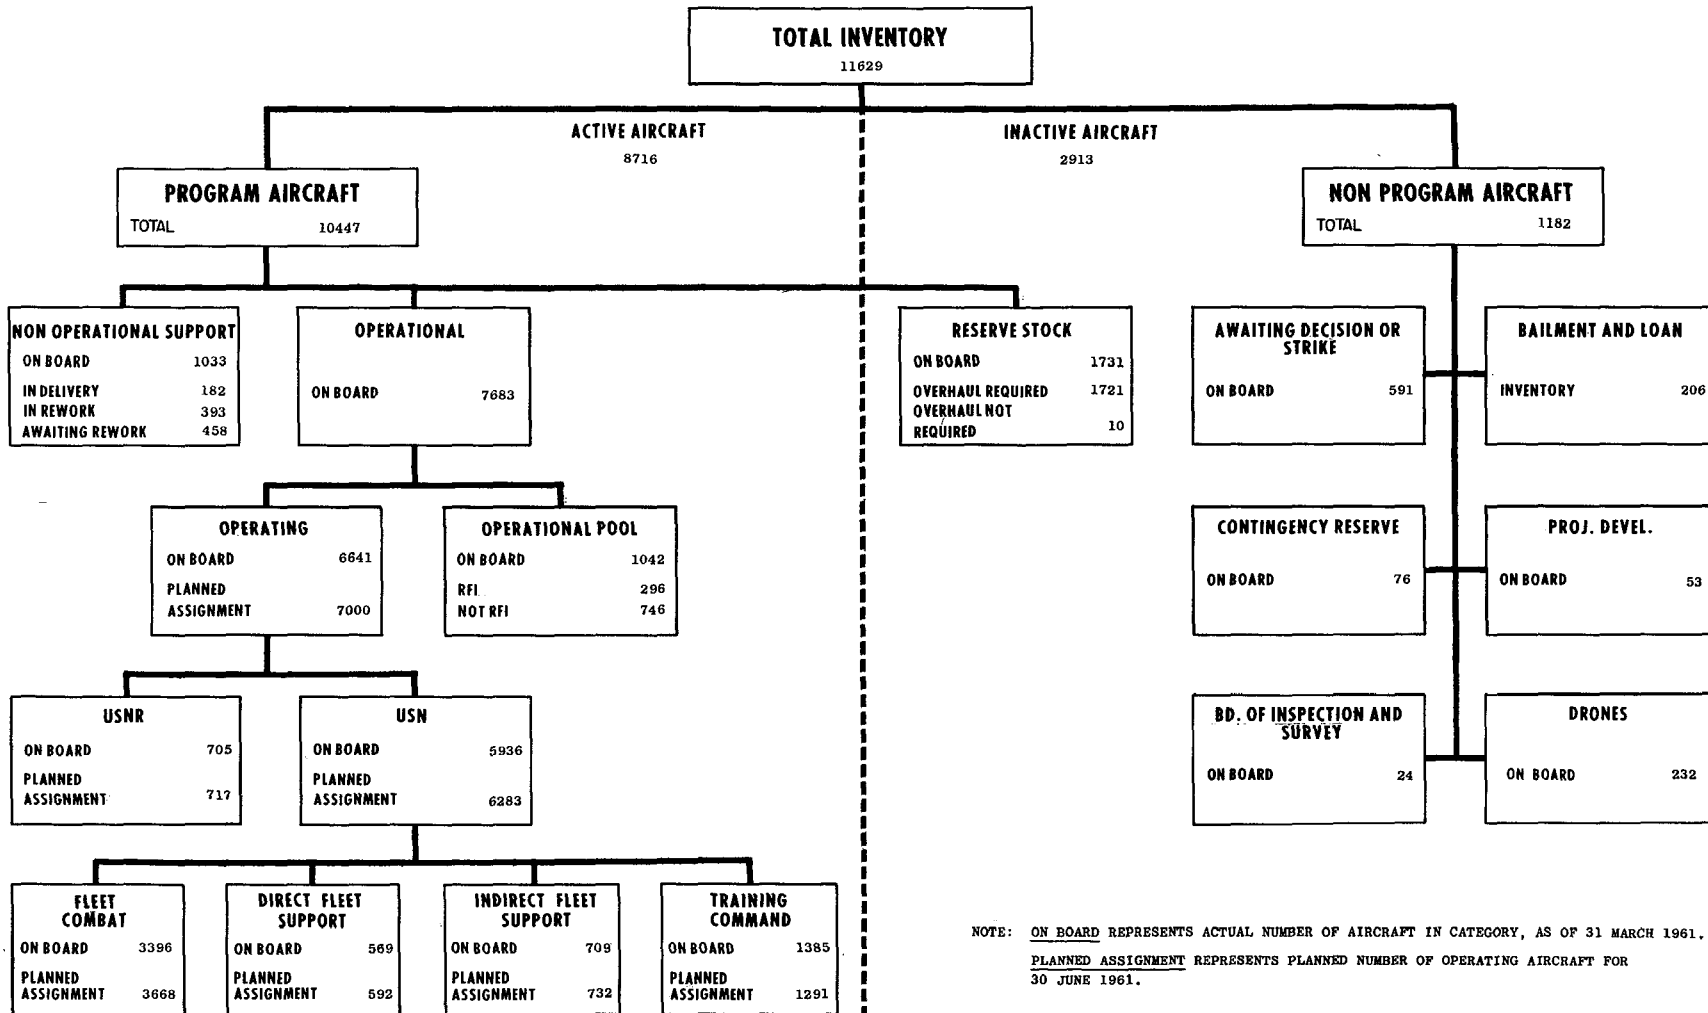 TOTAL INVENTORY
11629
ACTIVE AIRCRAFT
8716
INACTIVE AIRCRAFT
2913
PROGRAM AIRCRAFT
TOTAL 10447
NON PROGRAM AIRCRAFT
TOTAL 1182
NON OPERATIONAL SUPPORT
ON BOARD 1033
IN DELIVERY 182
IN REWORK 393
AWAITING REWORK 458
OPERATIONAL
ON BOARD 7683
RESERVE STOCK
ON BOARD 1731
OVERHAUL REQUIRED 1721
OVERHAUL NOT
REQUIRED 10
AWAITING DECISION OR
STRIKE
ON BOARD 591
BAILMENT AND LOAN
INVENTORY 206
OPERATING
ON BOARD 6641
PLANNED
ASSIGNMENT 7000
OPERATIONAL POOL
ON BOARD 1042
RFI 296
NOT RFI 746
CONTINGENCY RESERVE
ON BOARD 76
PROJ. DEVEL.
ON BOARD 53
USNR
ON BOARD 705
PLANNED
ASSIGNMENT 717
USN
ON BOARD 5936
PLANNED
ASSIGNMENT 6283
BD. OF INSPECTION AND
SURVEY
ON BOARD 24
DRONES
ON BOARD 232
FLEET
COMBAT
ON BOARD 3396
PLANNED
ASSIGNMENT 3668
DIRECT FLEET
SUPPORT
ON BOARD 569
PLANNED
ASSIGNMENT 592
INDIRECT FLEET
SUPPORT
ON BOARD 709
PLANNED
ASSIGNMENT 732
TRAINING
COMMAND
ON BOARD 1385
PLANNED
ASSIGNMENT 1291
NOTE: ON BOARD REPRESENTS ACTUAL NUMBER OF AIRCRAFT IN CATEGORY, AS OF 31 MARCH 1961.
PLANNED ASSIGNMENT REPRESENTS PLANNED NUMBER OF OPERATING AIRCRAFT FOR
30 JUNE 1961.